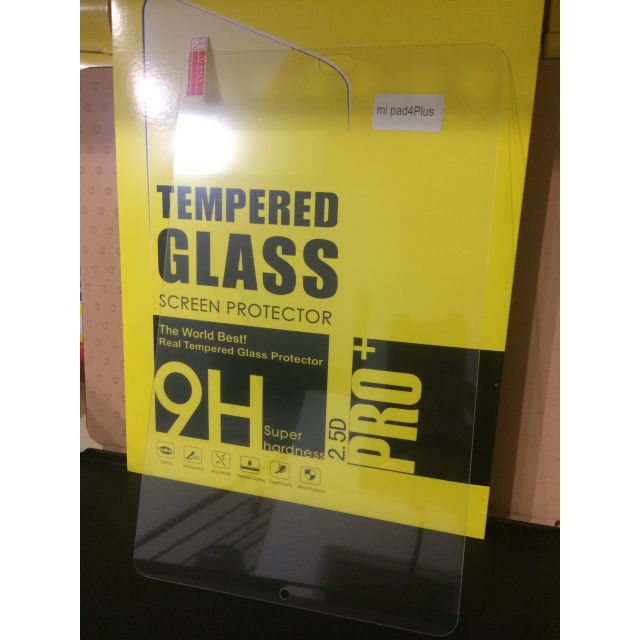 mi pad4Plus
TEMPERED
GLASS
SCREEN PROTECTOR
The World Best!
Real Tempered Glass Protector
9H
Super
hardness
2.5D
PRO+